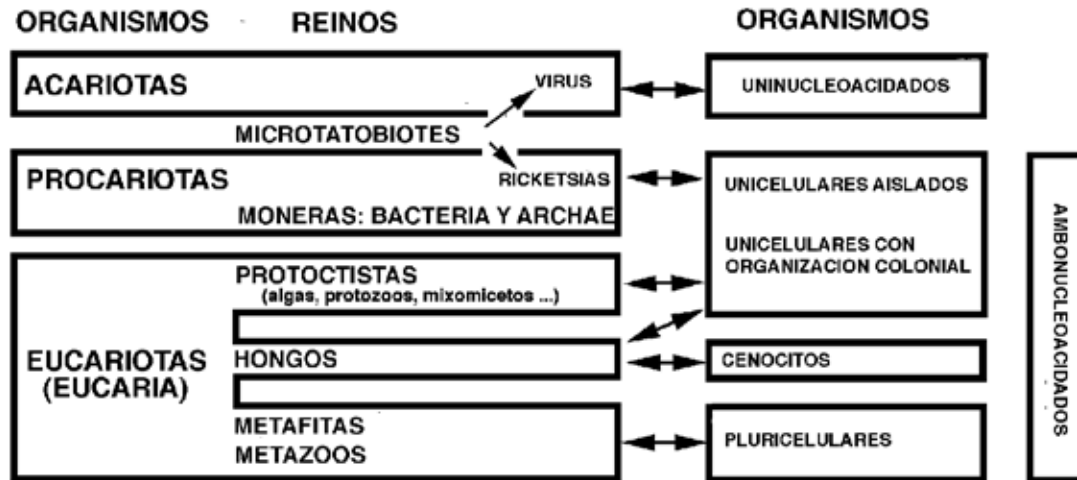 ORGANISMOS REINOS ORGANISMOS
ACARIOTAS
VIRUS
UNINUCLEOACIDADOS
MICROTATOBIOTES
PROCARIOTAS
RICKETSIAS
MONERAS: BACTERIA Y ARCHAE
UNICELULARES AISLADOS
UNICELULARES CON
ORGANIZACION COLONIAL
PROTOCTISTAS
(algas, protozoos, mixomicetos ...)
EUCARIOTAS
(EUCARIA)
HONGOS
CENOCITOS
METAFITAS
METAZOOS
PLURICELULARES
AMBONUCLEOACIDADOS